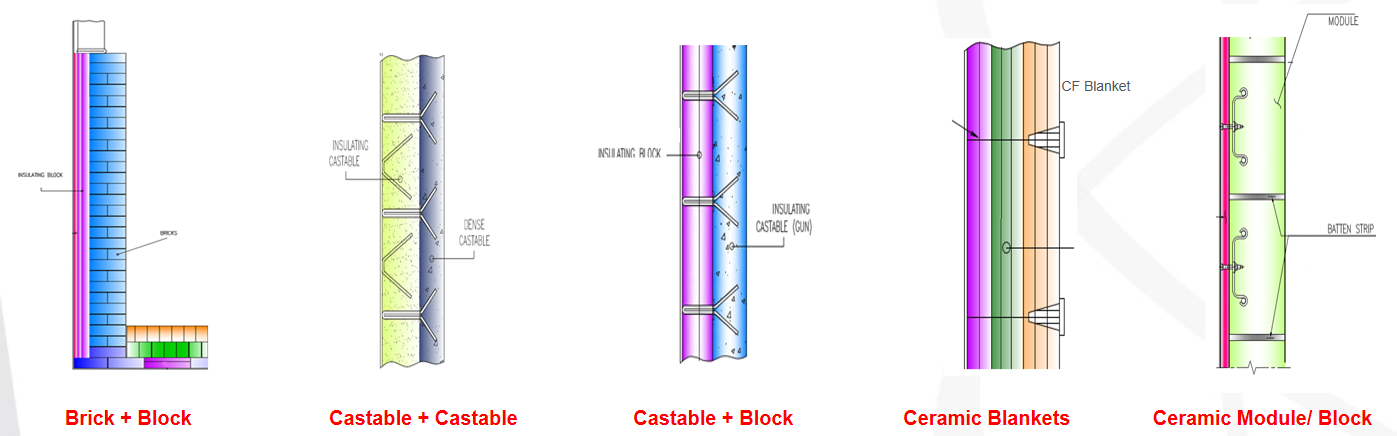 INSULATING BLOCK
BRICKS
Brick + Block
INSULATING
CASTABLE
DENSE
CASTABLE
Castable + Castable
INSULATING BLOCK
INSULATING
CASTABLE (GUN)
Castable + Block
CF Blanket
Ceramic Blankets
MODULE
BATTEN STRIP
Ceramic Module/ Block